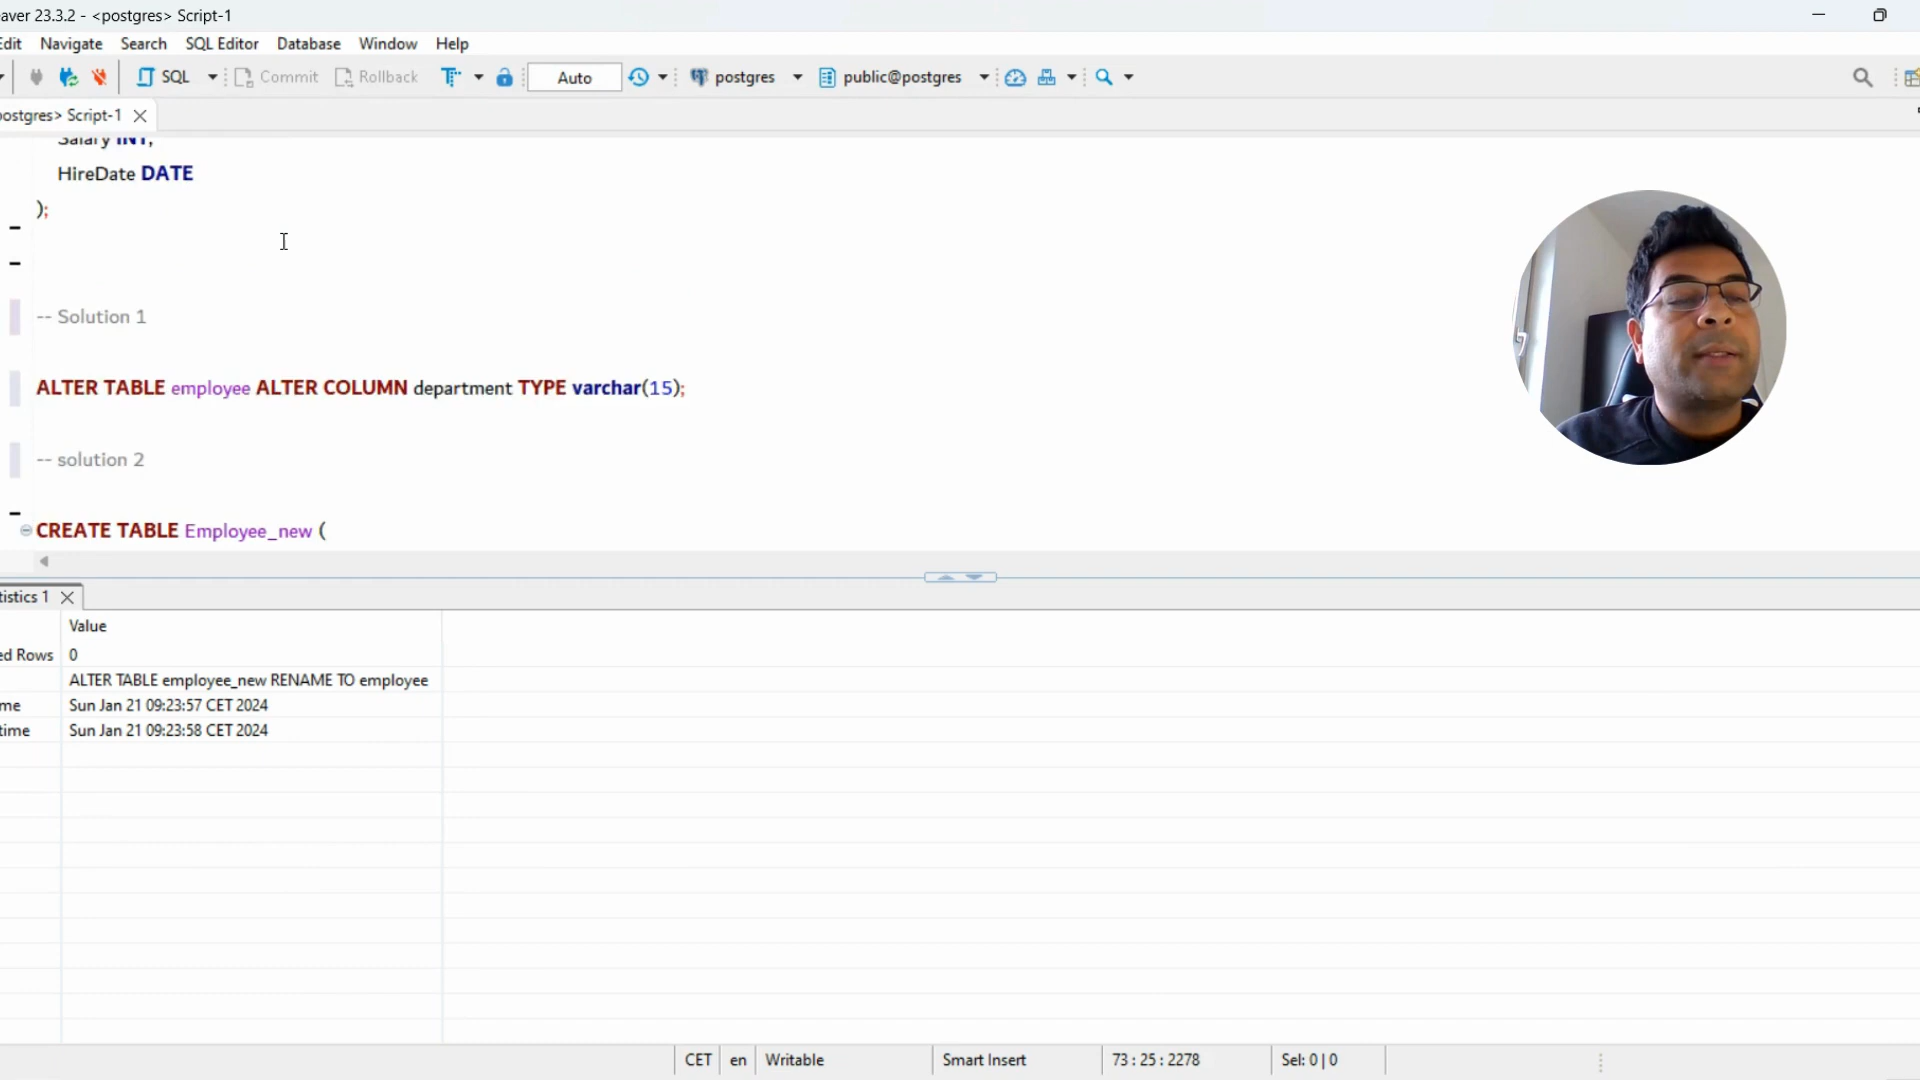 aver 23.3.2 - <postgres> Script-1
Edit Navigate Search SQL Editor Database Window Help
SQL Commit Rollback Auto postgres public@postgres
postgres> Script-1
Salary INT,
HireDate DATE
);
-- Solution 1
ALTER TABLE employee ALTER COLUMN department TYPE varchar(15);
-- solution 2
CREATE TABLE Employee_new (
tistics 1
Value
ed Rows 0
ALTER TABLE employee_new RENAME TO employee
me Sun Jan 21 09:23:57 CET 2024
time Sun Jan 21 09:23:58 CET 2024
CET en Writable Smart Insert 73 : 25 : 2278 Sel: 0 | 0